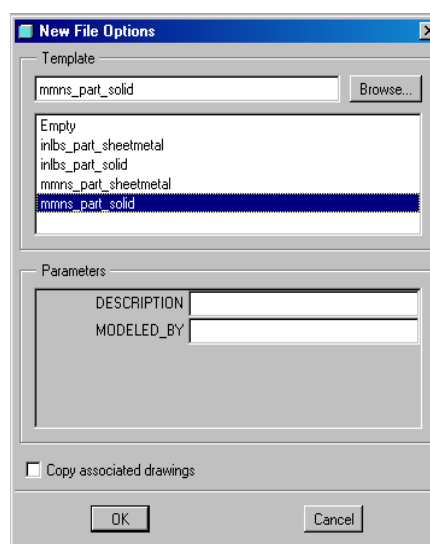 New File Options
Template
mmns_part_solid
Browse...
Empty
inlbs_part_sheetmetal
inlbs_part_solid
mmns_part_sheetmetal
mmns_part_solid
Parameters
DESCRIPTION
MODELED_BY
Copy associated drawings
OK Cancel